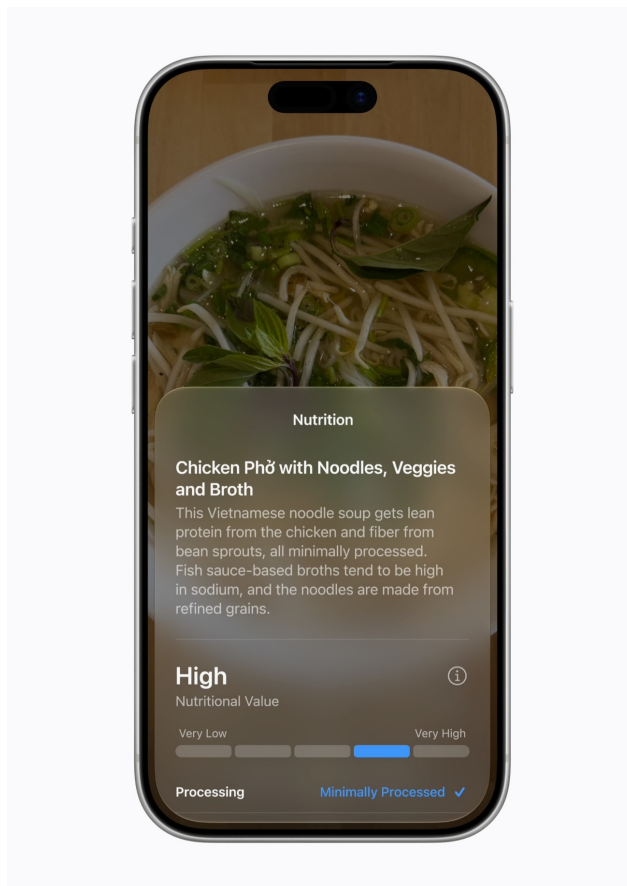 Nutrition
Chicken Phở with Noodles, Veggies
and Broth
This Vietnamese noodle soup gets lean
protein from the chicken and fiber from
bean sprouts, all minimally processed.
Fish sauce-based broths tend to be high
in sodium, and the noodles are made from
refined grains.
High
Nutritional Value
Very Low Very High
Processing Minimally Processed